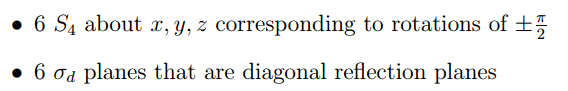 • 6 S₄ about x, y, z corresponding to rotations of ±π/2
• 6 σ_d planes that are diagonal reflection planes